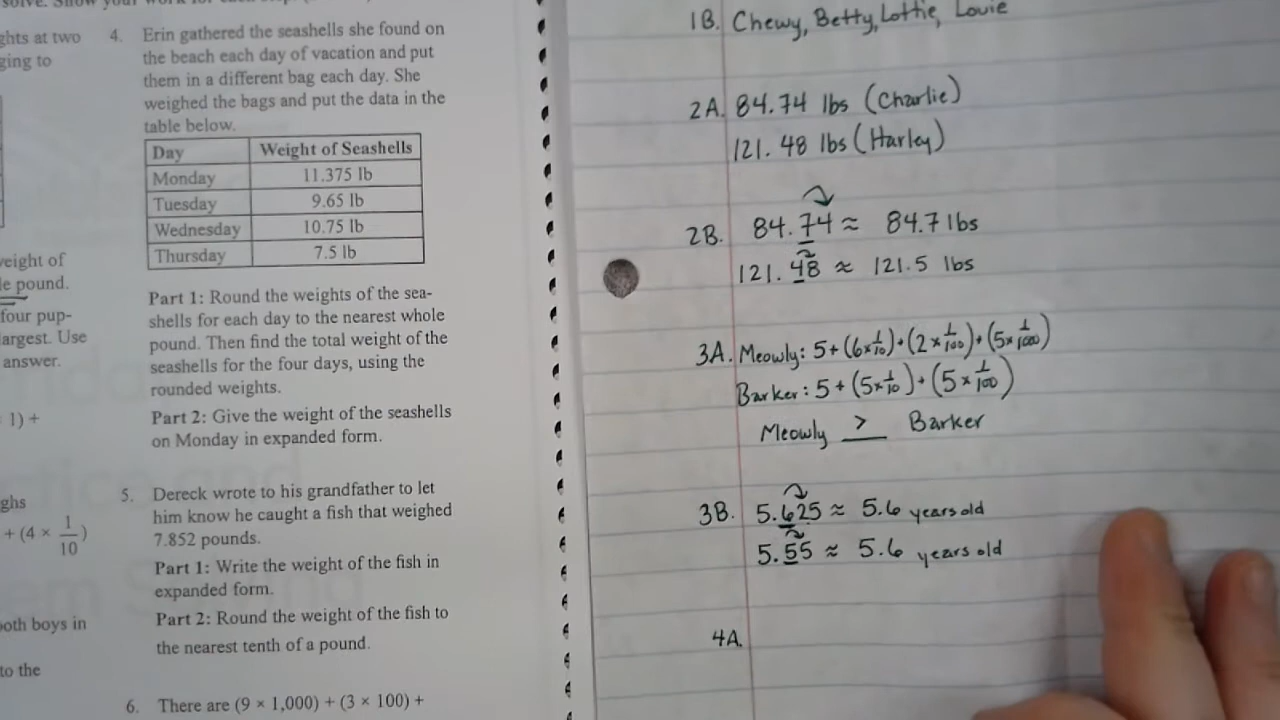 solve. Show your work for each step.
ghts at two
ging to
4. Erin gathered the seashells she found on
the beach each day of vacation and put
them in a different bag each day. She
weighed the bags and put the data in the
table below.
Day Weight of Seashells
Monday 11.375 lb
Tuesday 9.65 lb
Wednesday 10.75 lb
Thursday 7.5 lb
Part 1: Round the weights of the sea-
shells for each day to the nearest whole
pound. Then find the total weight of the
seashells for the four days, using the
rounded weights.
Part 2: Give the weight of the seashells
on Monday in expanded form.
weight of
le pound.
four pup-
argest. Use
answer.
1) +
ghs
+ (4 × 1/10)
both boys in
to the
5. Dereck wrote to his grandfather to let
him know he caught a fish that weighed
7.852 pounds.
Part 1: Write the weight of the fish in
expanded form.
Part 2: Round the weight of the fish to
the nearest tenth of a pound.
6. There are (9 × 1,000) + (3 × 100) +
1B. Chewy, Betty, Lottie, Louie
2A. 84.74 lbs (Charlie)
121.48 lbs (Harley)
2B. 84.74 ≈ 84.7 lbs
121.48 ≈ 121.5 lbs
3A. Meowly: 5 + (6 × 1/10) + (2 × 1/100) + (5 × 1/1000)
Barker: 5 + (5 × 1/10) + (5 × 1/100)
Meowly > Barker
3B. 5.625 ≈ 5.6 years old
5.55 ≈ 5.6 years old
4A.